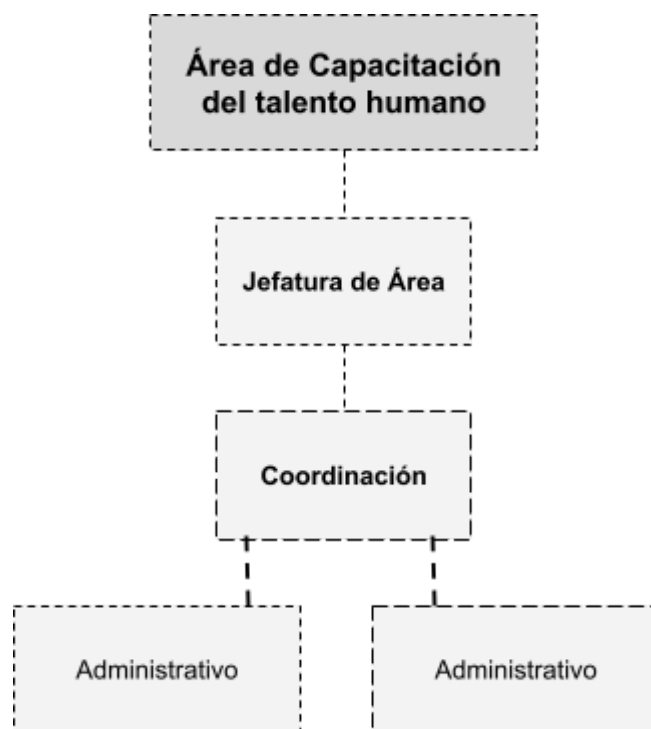 Área de Capacitación
del talento humano
Jefatura de Área
Coordinación
Administrativo
Administrativo